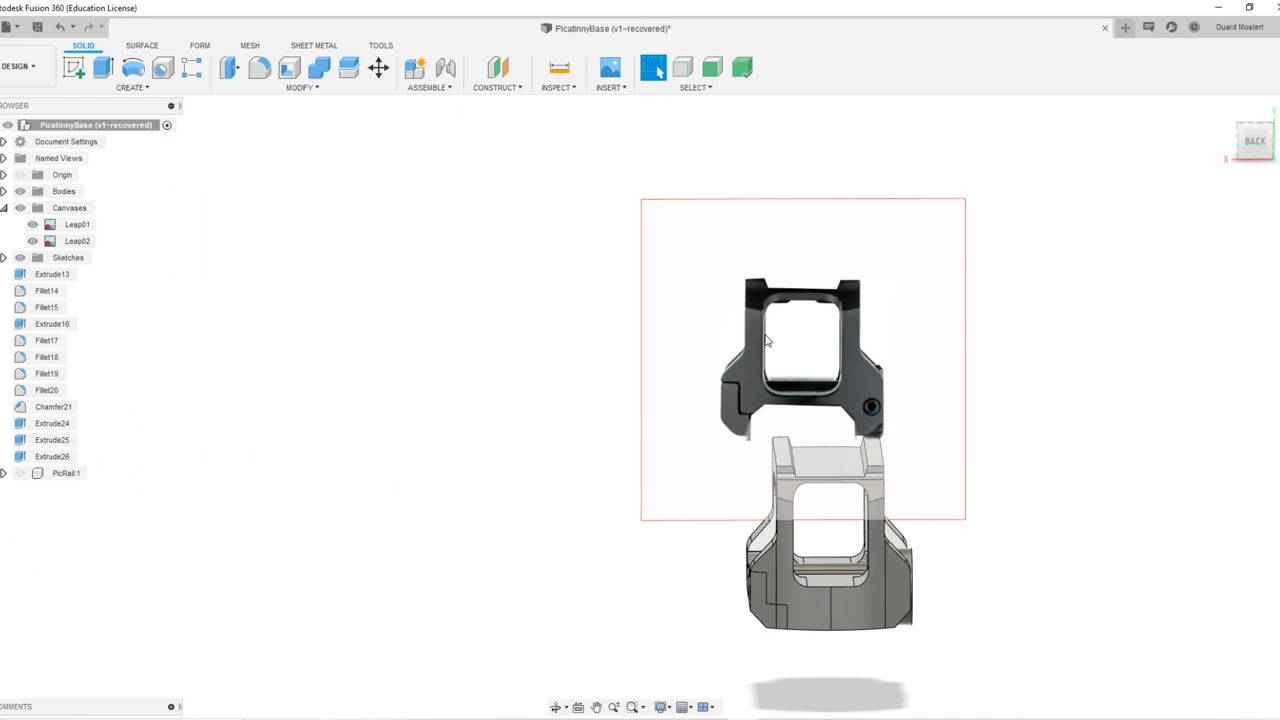 utodesk Fusion 360 (Education License)
PicatinnyBase (v1~recovered)*
Duard Mostert
DESIGN
SOLID SURFACE FORM MESH SHEET METAL TOOLS
CREATE MODIFY ASSEMBLE CONSTRUCT INSPECT INSERT SELECT
ROWSER
PicatinnyBase (v1~recovered)
Document Settings
Named Views
Origin
Bodies
Canvases
Leap01
Leap02
Sketches
Extrude13
Fillet14
Fillet15
Extrude16
Fillet17
Fillet18
Fillet19
Fillet20
Chamfer21
Extrude24
Extrude25
Extrude26
PicRail:1
Y
BACK
X
OMMENTS